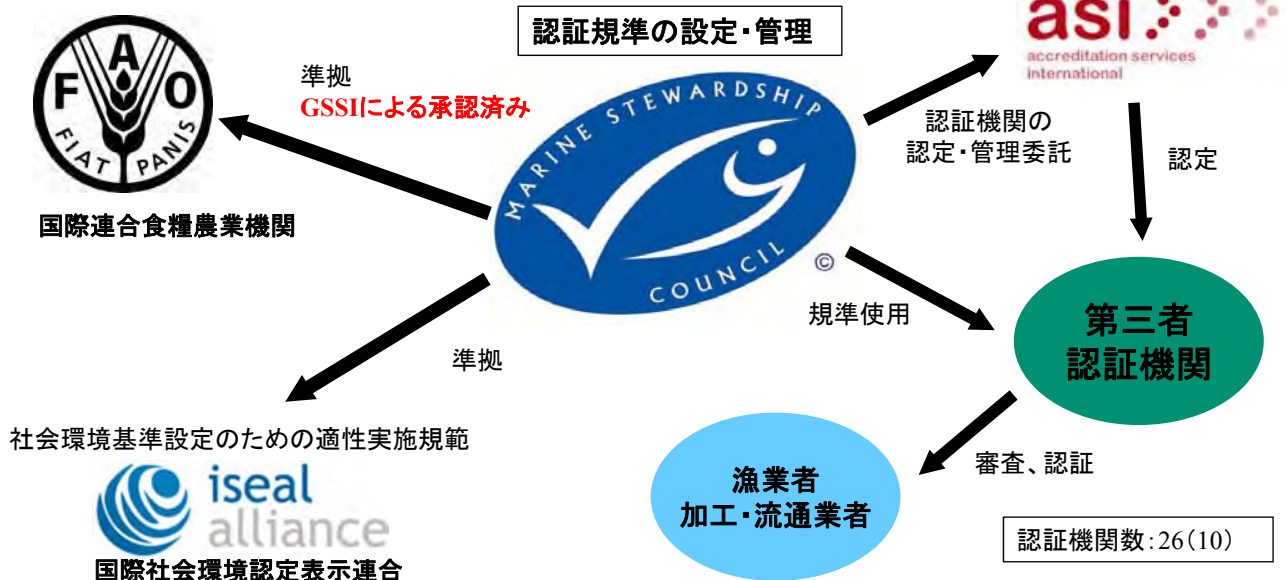 認証規準の設定・管理
asi
accreditation services
international
FAO
FIAT PANIS
国際連合食糧農業機関
準拠
GSSIによる承認済み
MARINE STEWARDSHIP
COUNCIL
©
認証機関の
認定・管理委託
認定
規準使用
第三者
認証機関
準拠
社会環境基準設定のための適性実施規範
iseal
alliance
国際社会環境認定表示連合
漁業者
加工・流通業者
審査、認証
認証機関数：26(10)